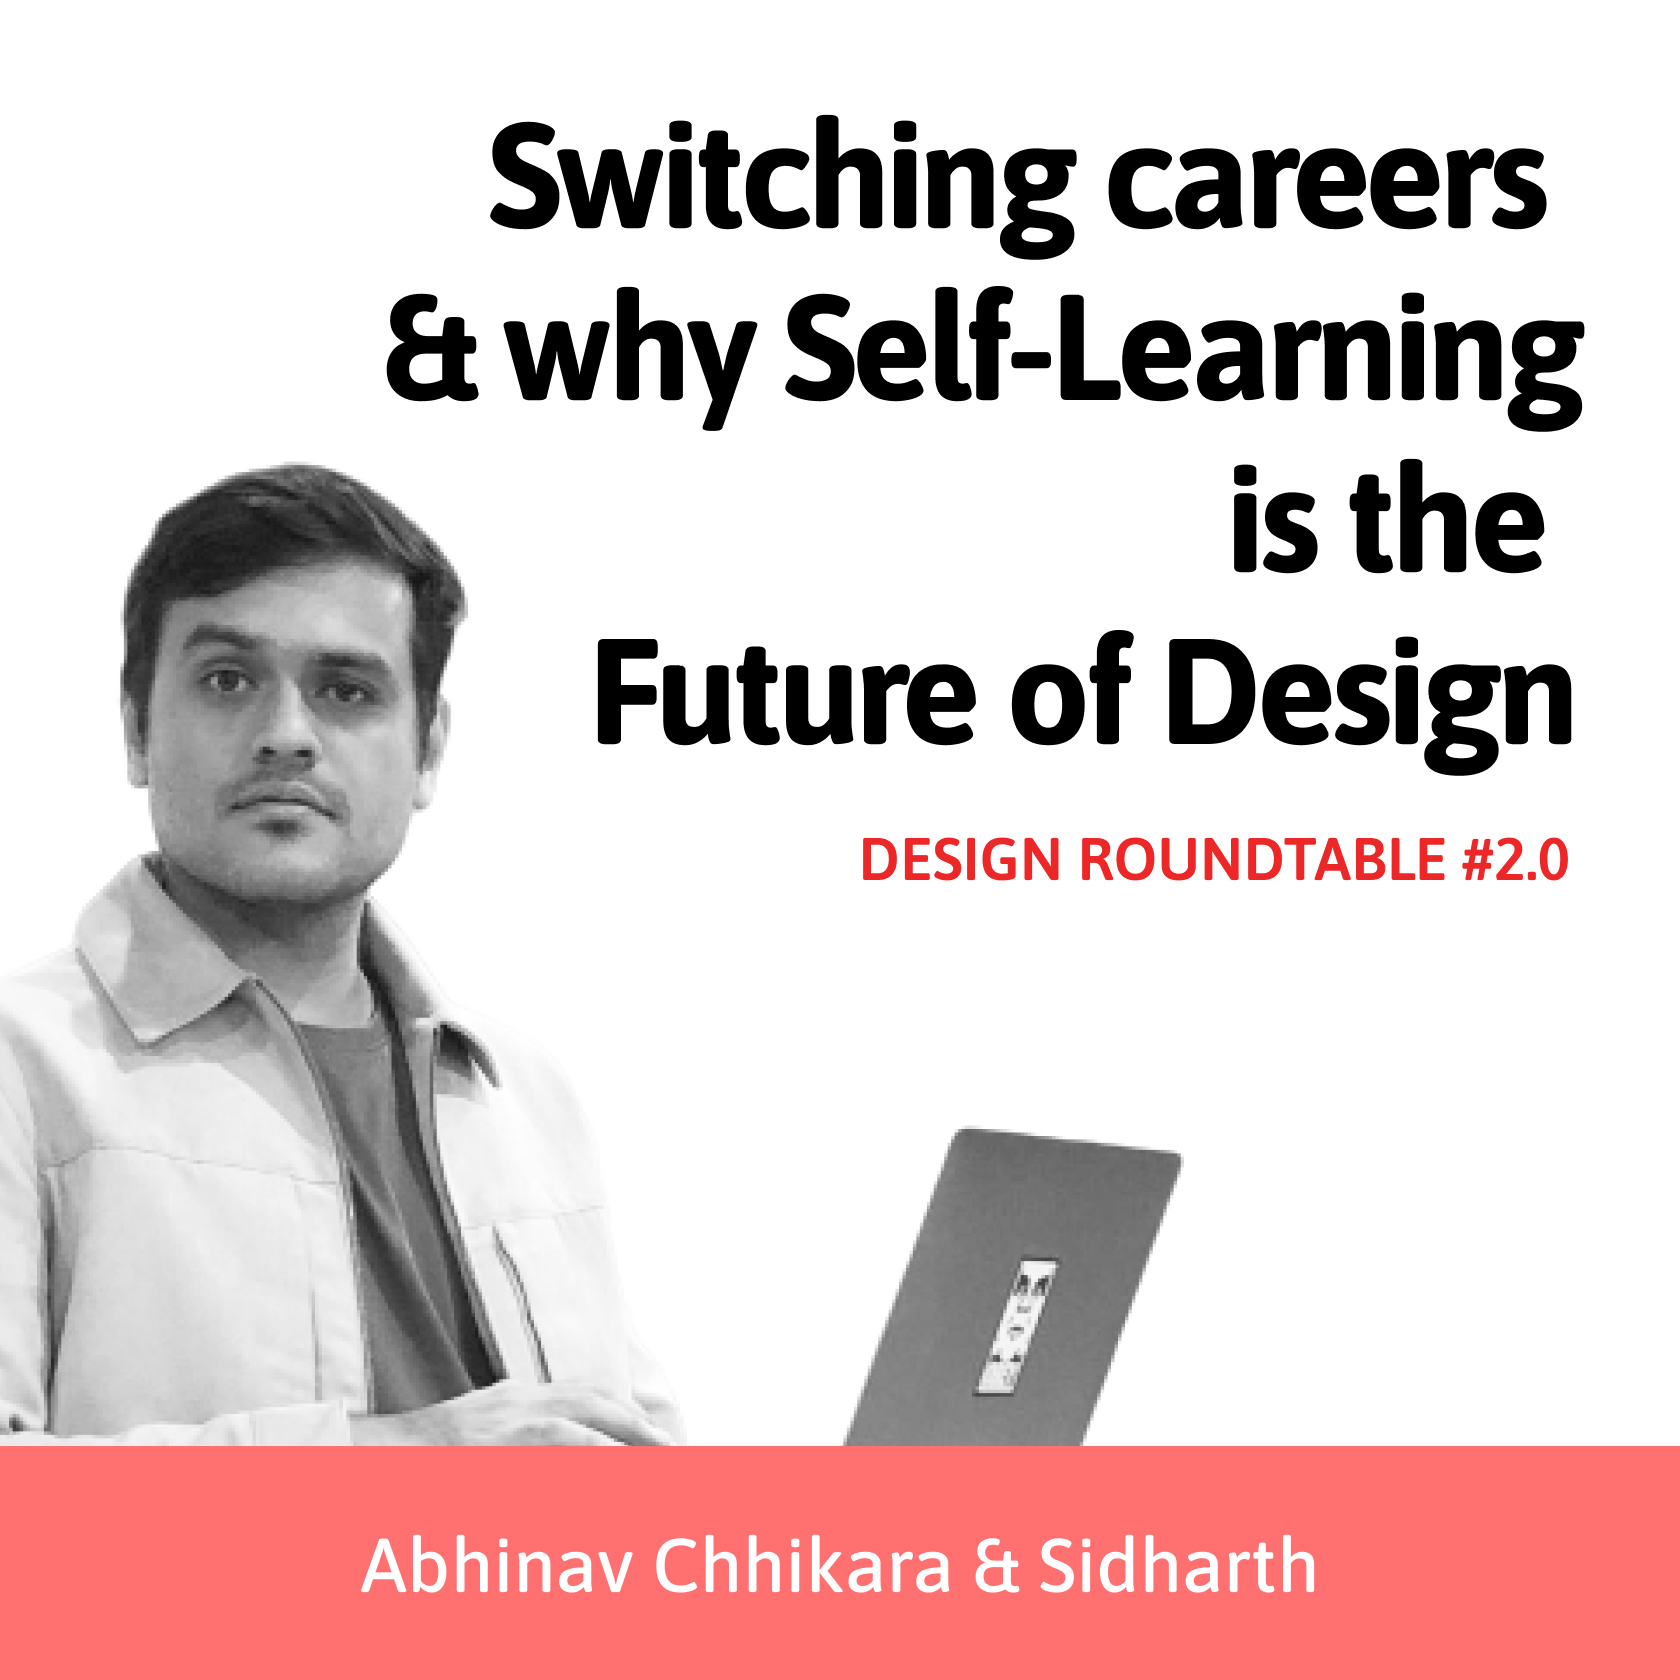 Switching careers
& why Self-Learning
is the
Future of Design
DESIGN ROUNDTABLE #2.0
Abhinav Chhikara & Sidharth